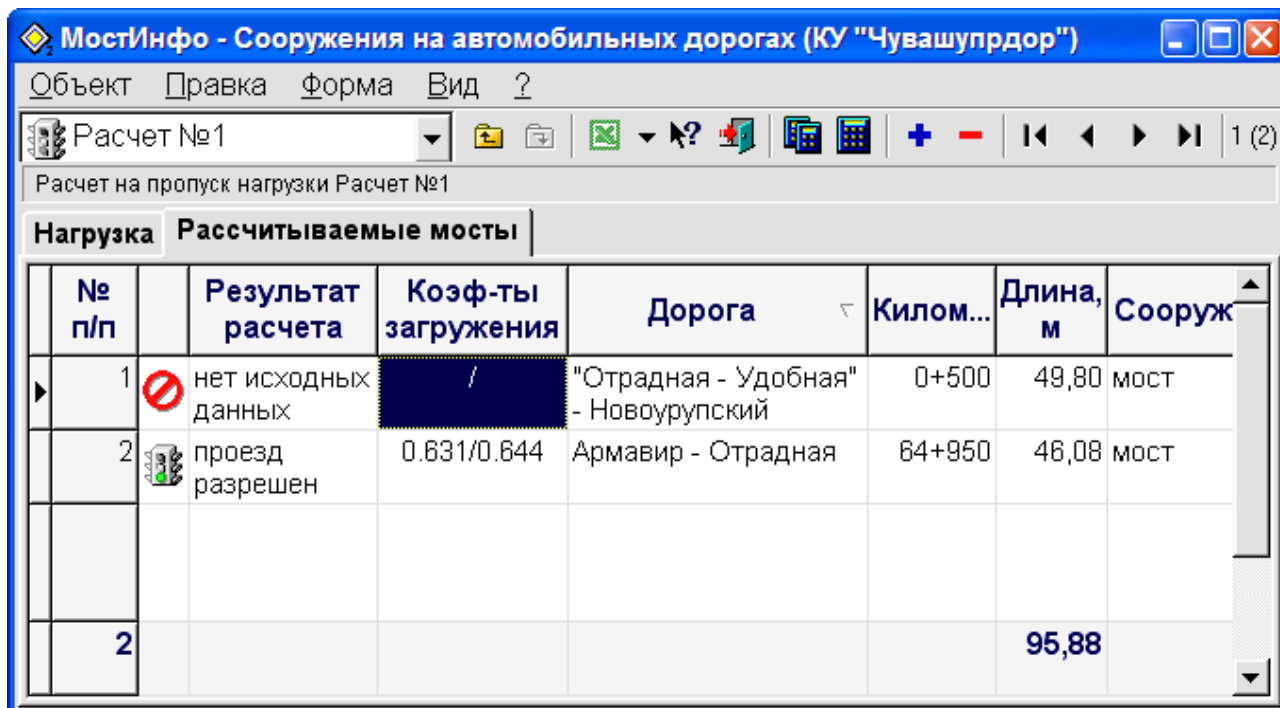 МостИнфо - Сооружения на автомобильных дорогах (КУ "Чувашупрдор")
Объект Правка Форма Вид ?
Расчет №1 1 (2)
Расчет на пропуск нагрузки Расчет №1
Нагрузка Рассчитываемые мосты
№ п/п Результат расчета Коэф-ты загружения Дорога Килом... Длина, м Сооруж
1 нет исходных данных / "Отрадная - Удобная" - Новоурупский 0+500 49,80 мост
2 проезд разрешен 0.631/0.644 Армавир - Отрадная 64+950 46,08 мост
2 95,88